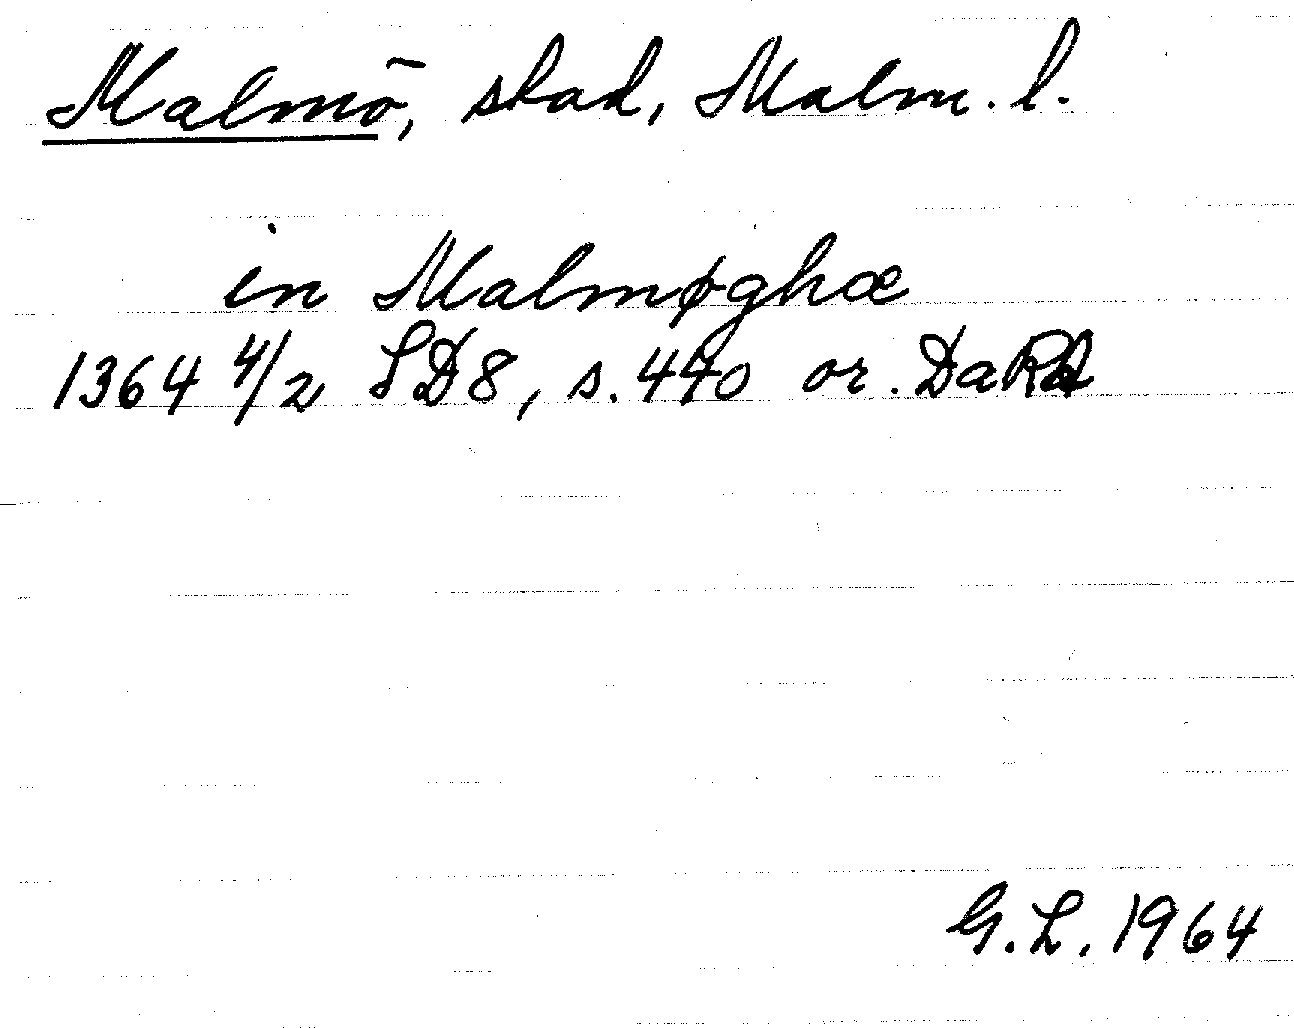 Malmö, stad, Malm. l.
in Malmøghæ
1364 4/2 SD8, s. 440 or. DaRA
G.L. 1964